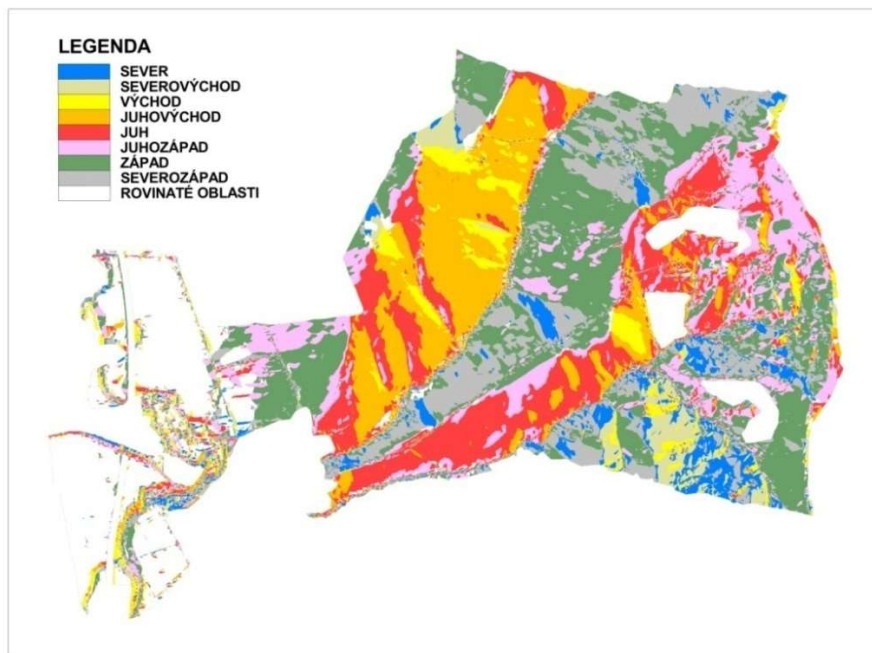 LEGENDA
SEVER
SEVEROVÝCHOD
VÝCHOD
JUHOVÝCHOD
JUH
JUHOZÁPAD
ZÁPAD
SEVEROZÁPAD
ROVINATÉ OBLASTI